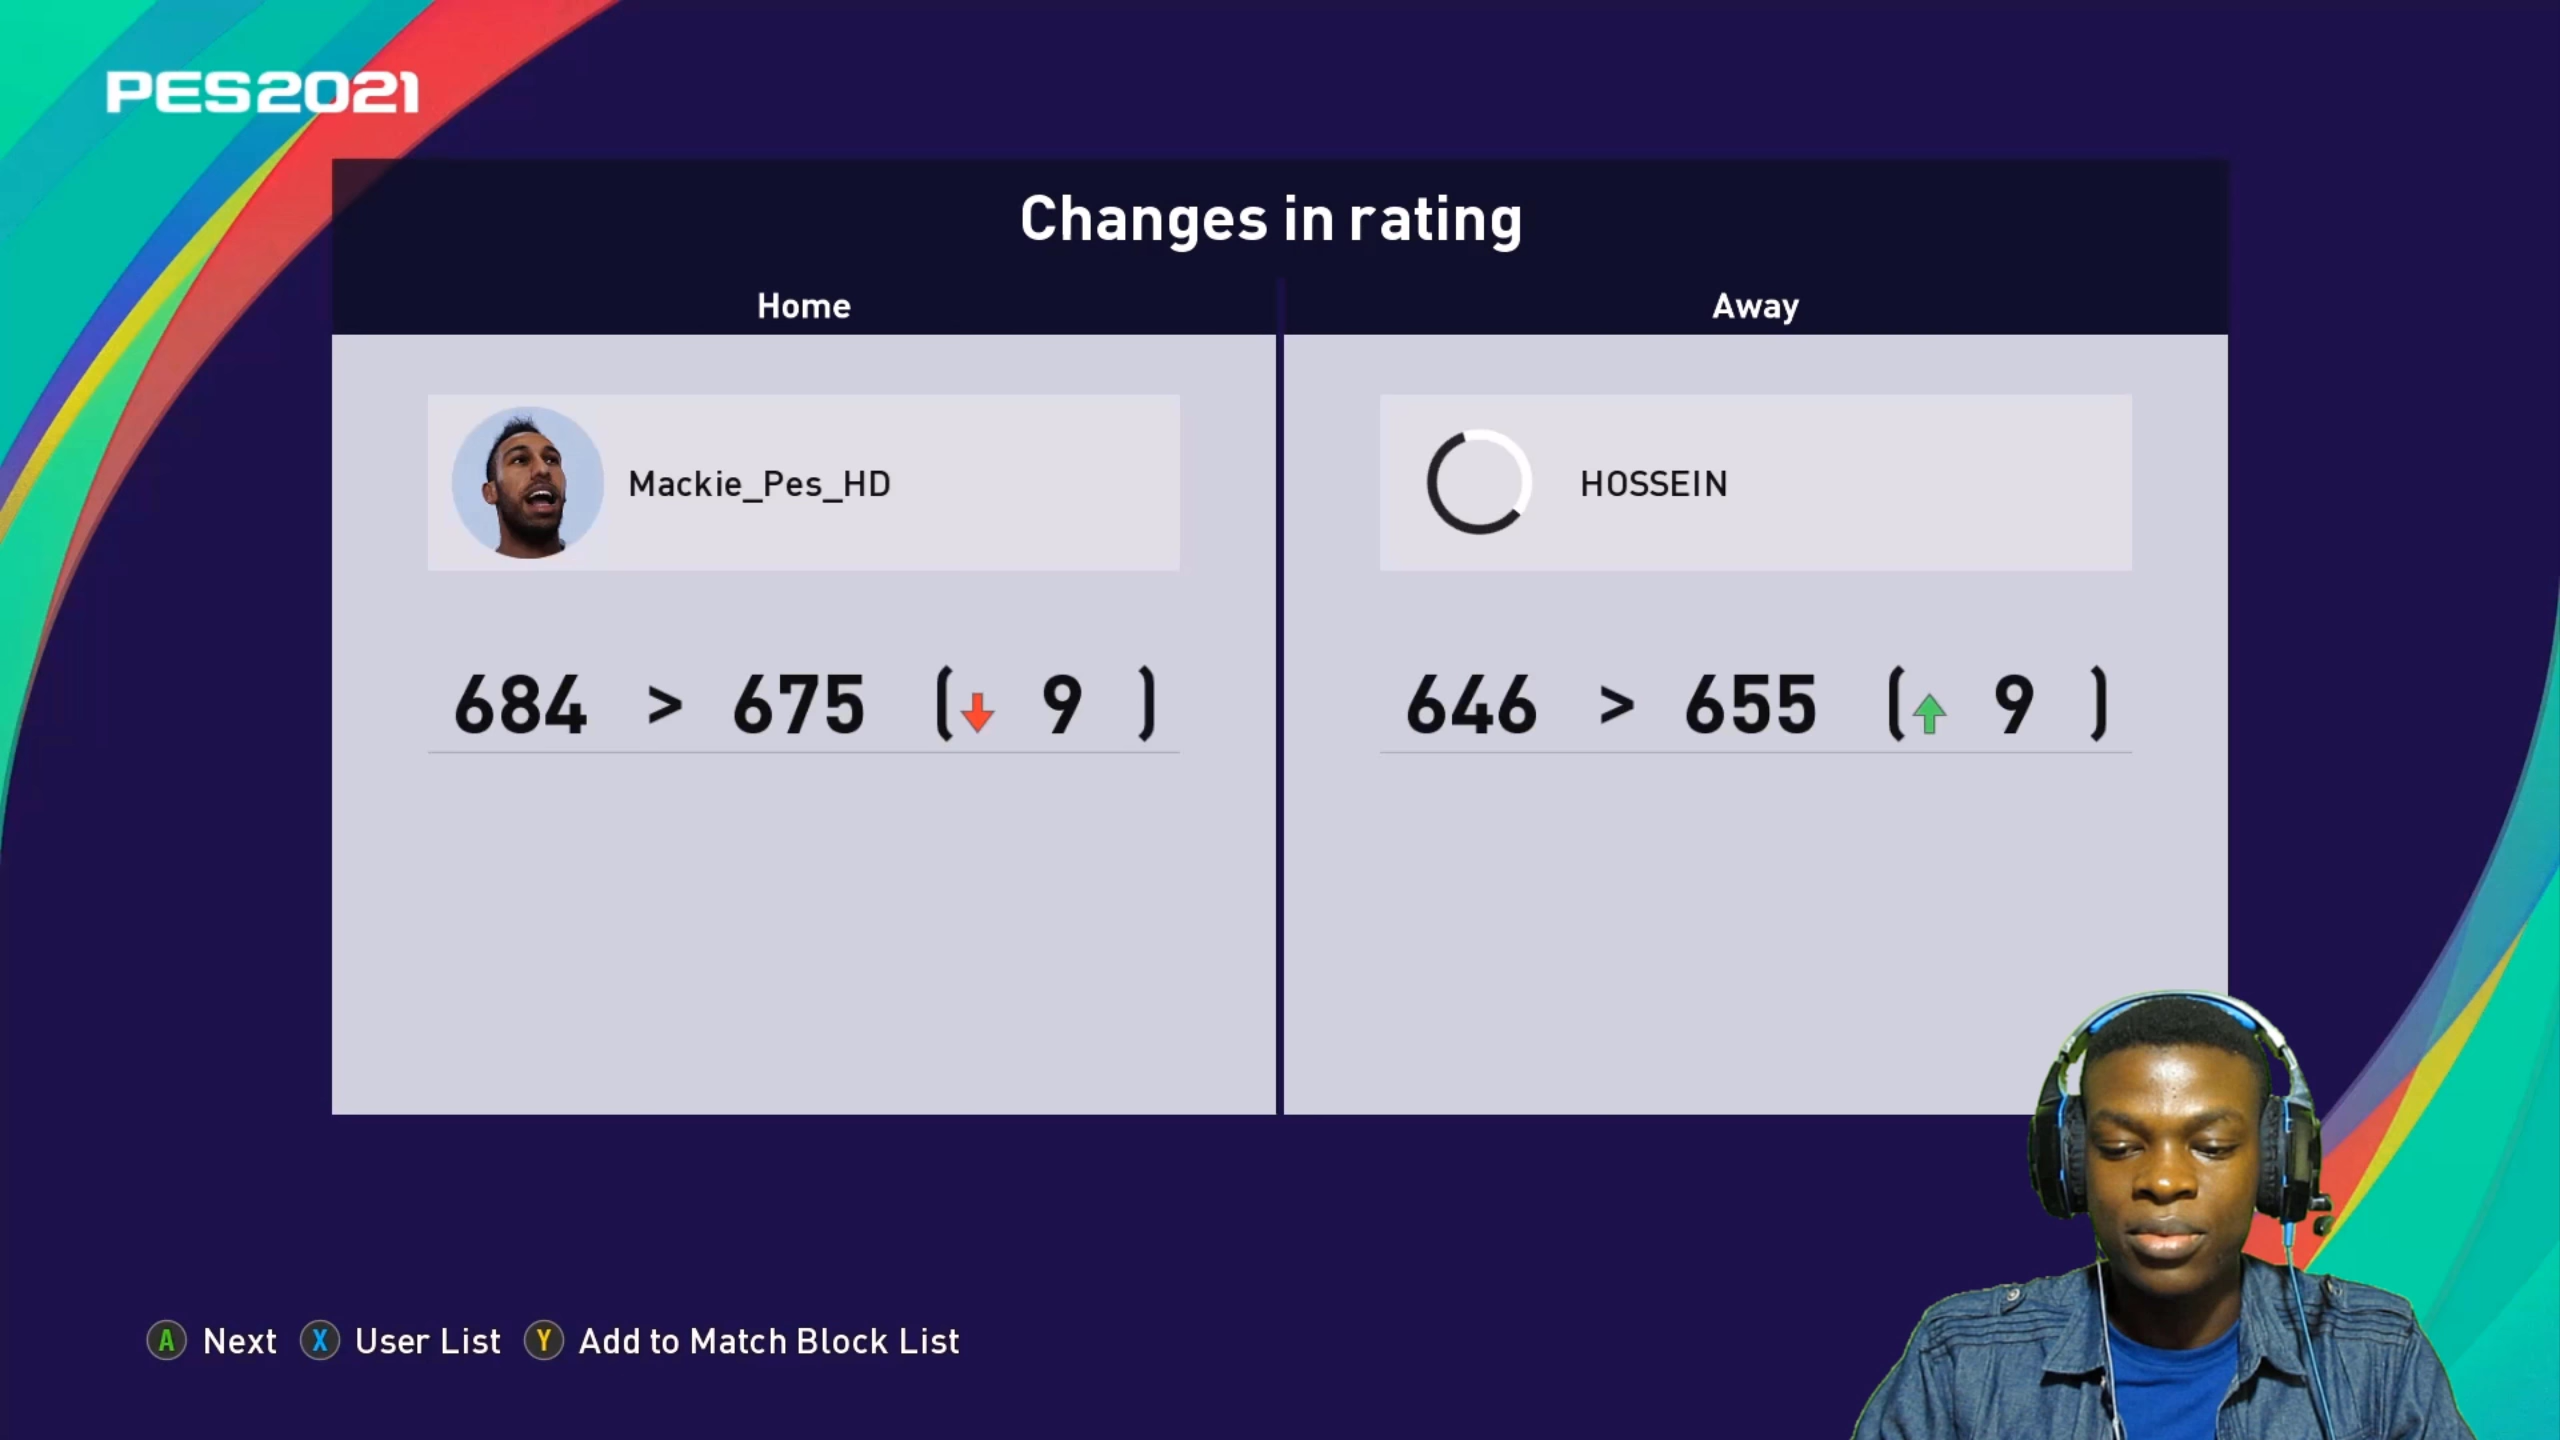 PES2021
Changes in rating
Home
Away
Mackie_Pes_HD
HOSSEIN
684 > 675 ( 9 )
646 > 655 ( 9 )
A Next X User List Y Add to Match Block List